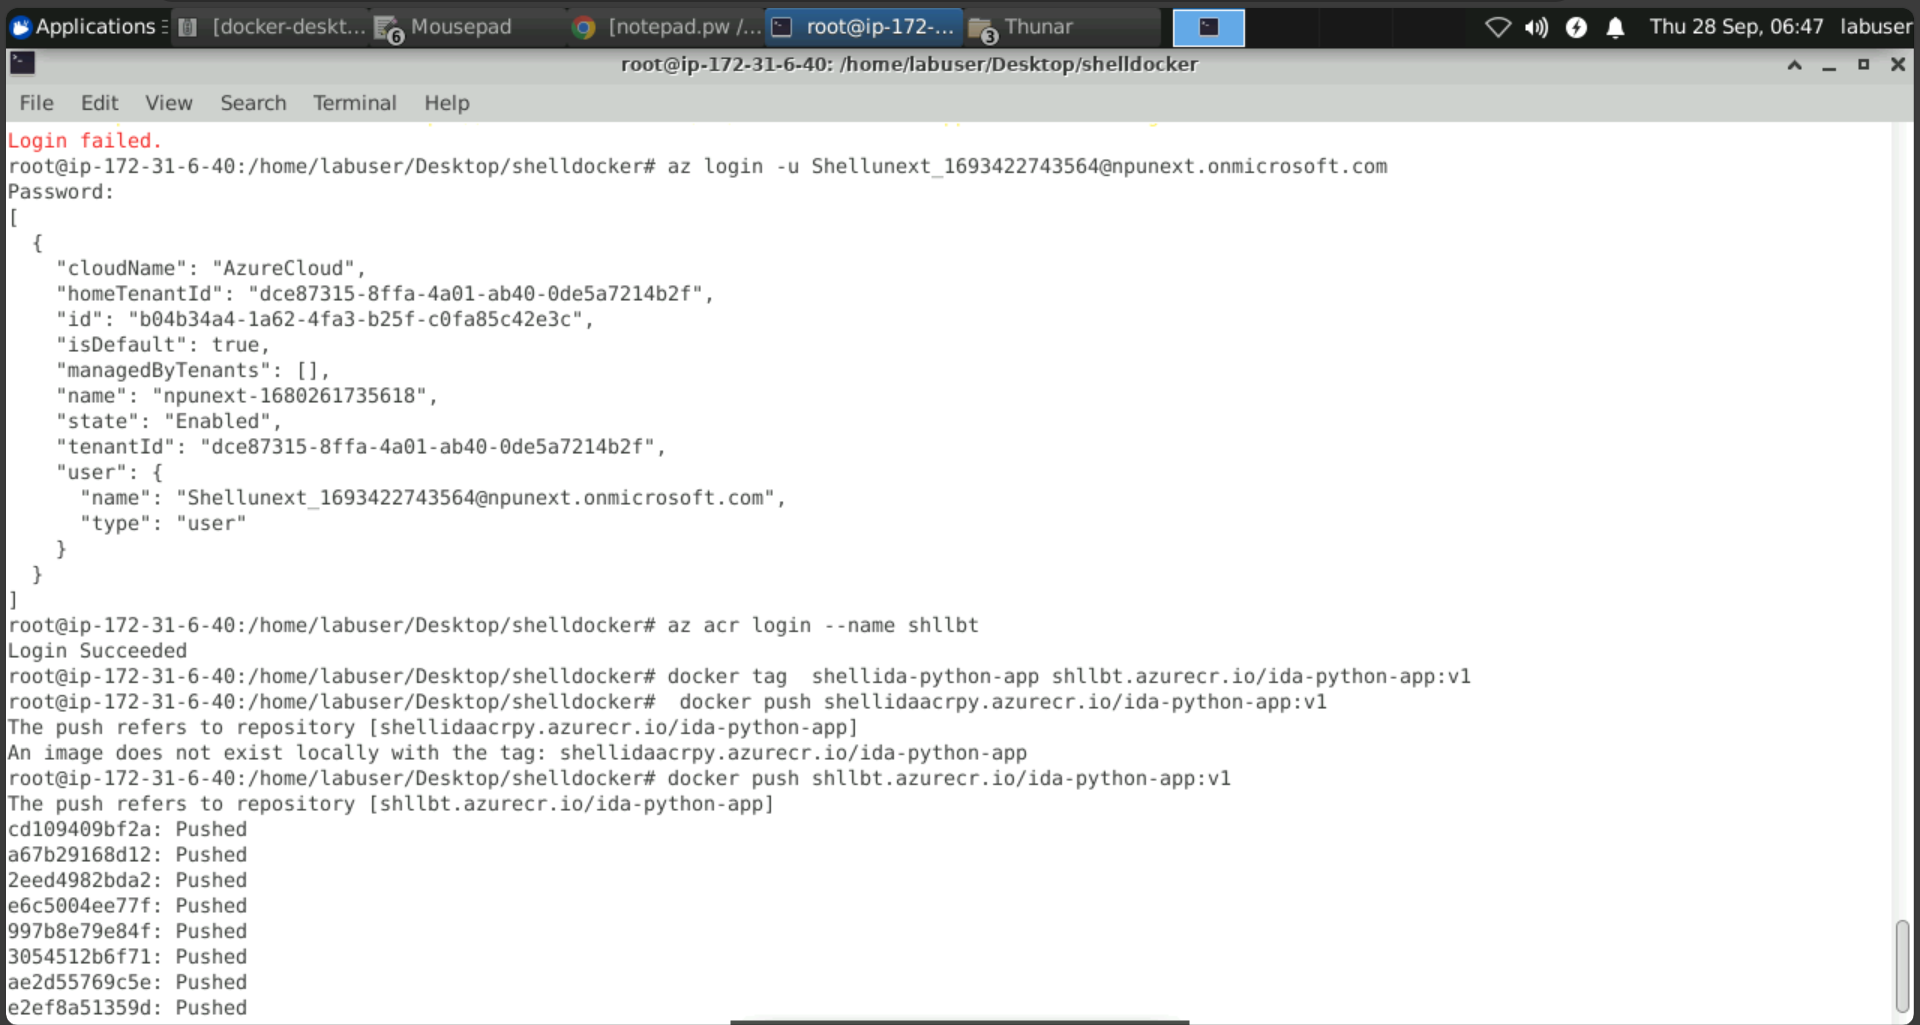 Applications
[docker-deskt...
6
Mousepad
[notepad.pw /...
root@ip-172-...
3
Thunar
Thu 28 Sep, 06:47
labuser
root@ip-172-31-6-40: /home/labuser/Desktop/shelldocker
File Edit View Search Terminal Help
Login failed.
root@ip-172-31-6-40:/home/labuser/Desktop/shelldocker# az login -u Shellunext_1693422743564@npunext.onmicrosoft.com
Password:
[
  {
    "cloudName": "AzureCloud",
    "homeTenantId": "dce87315-8ffa-4a01-ab40-0de5a7214b2f",
    "id": "b04b34a4-1a62-4fa3-b25f-c0fa85c42e3c",
    "isDefault": true,
    "managedByTenants": [],
    "name": "npunext-1680261735618",
    "state": "Enabled",
    "tenantId": "dce87315-8ffa-4a01-ab40-0de5a7214b2f",
    "user": {
      "name": "Shellunext_1693422743564@npunext.onmicrosoft.com",
      "type": "user"
    }
  }
]
root@ip-172-31-6-40:/home/labuser/Desktop/shelldocker# az acr login --name shllbt
Login Succeeded
root@ip-172-31-6-40:/home/labuser/Desktop/shelldocker# docker tag  shellida-python-app shllbt.azurecr.io/ida-python-app:v1
root@ip-172-31-6-40:/home/labuser/Desktop/shelldocker#  docker push shellidaacrpy.azurecr.io/ida-python-app:v1
The push refers to repository [shellidaacrpy.azurecr.io/ida-python-app]
An image does not exist locally with the tag: shellidaacrpy.azurecr.io/ida-python-app
root@ip-172-31-6-40:/home/labuser/Desktop/shelldocker# docker push shllbt.azurecr.io/ida-python-app:v1
The push refers to repository [shllbt.azurecr.io/ida-python-app]
cd109409bf2a: Pushed
a67b29168d12: Pushed
2eed4982bda2: Pushed
e6c5004ee77f: Pushed
997b8e79e84f: Pushed
3054512b6f71: Pushed
ae2d55769c5e: Pushed
e2ef8a51359d: Pushed